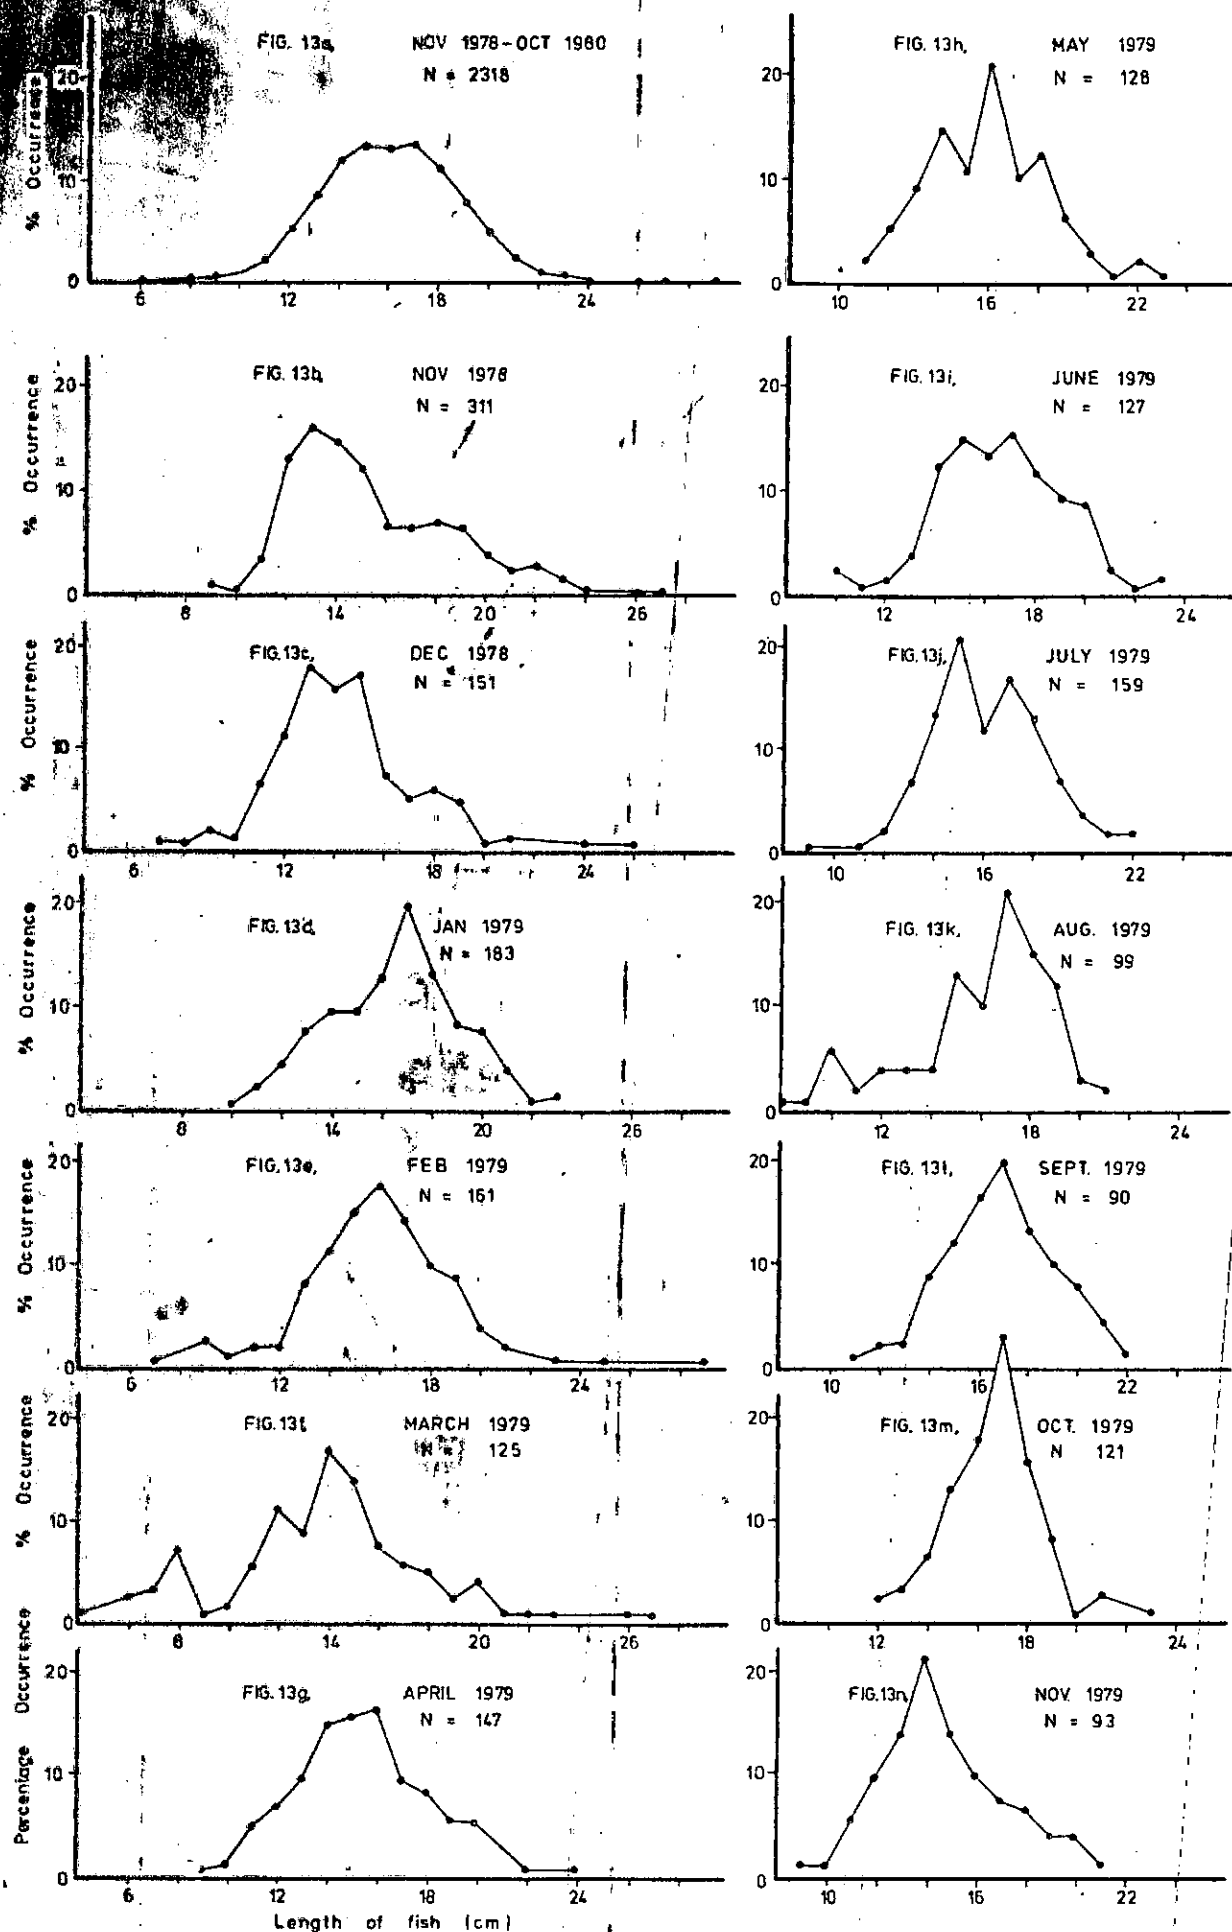 FIG. 13a, NOV 1978-OCT 1980
N = 2318
% Occurrence
20
10
0
6 12 18 24
FIG. 13b, NOV 1978
N = 311
% Occurrence
20
10
0
8 14 20 26
FIG.13c, DEC 1978
N = 151
% Occurrence
20
10
0
6 12 18 24
FIG.13d, JAN 1979
N = 183
% Occurrence
20
10
0
8 14 20 26
FIG.13e, FEB 1979
N = 161
% Occurrence
20
10
0
6 12 18 24
FIG.13f, MARCH 1979
N = 125
% Occurrence
20
10
0
8 14 20 26
FIG.13g, APRIL 1979
N = 147
Percentage Occurrence
20
10
0
6 12 18 24
Length of fish (cm)
FIG. 13h, MAY 1979
N = 128
20
10
0
10 16 22
FIG. 13i, JUNE 1979
N = 127
20
10
0
12 18 24
FIG.13j, JULY 1979
N = 159
20
10
0
10 16 22
FIG. 13k, AUG. 1979
N = 99
20
10
0
12 18 24
FIG. 13l, SEPT. 1979
N = 90
20
10
0
10 16 22
FIG. 13m, OCT. 1979
N 121
20
10
0
12 18 24
FIG.13n, NOV. 1979
N = 93
20
10
0
10 16 22